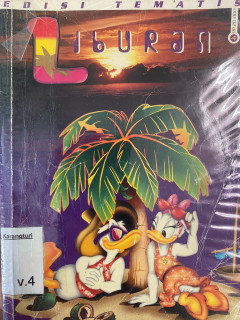 EDISI TEMATIS
LIBURAN
Karangturi
v.4